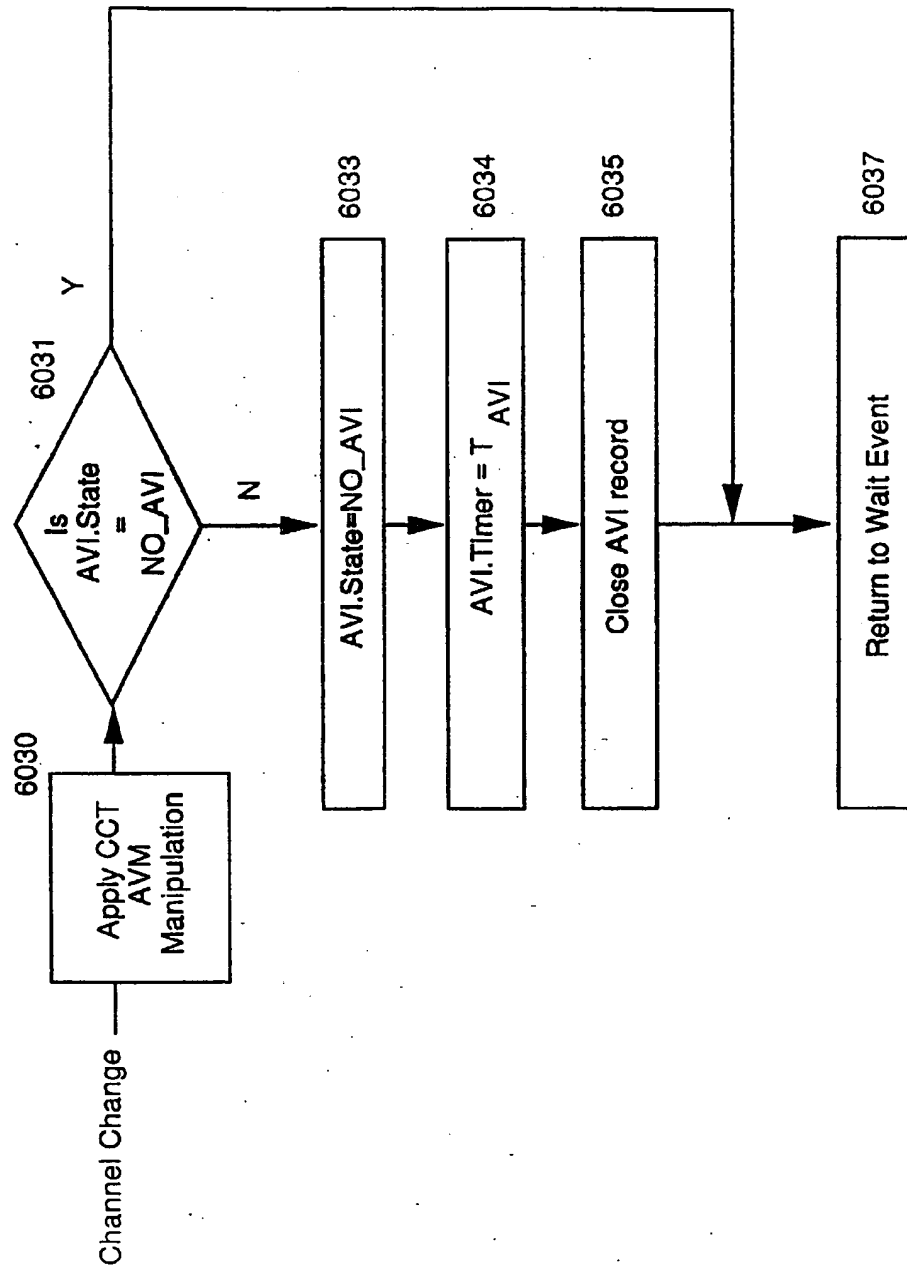 Channel Change
6030
Apply CCT
AVM
Manipulation
6031
Is
AVI.State
=
NO_AVI
Y
N
6033
AVI.State=NO_AVI
6034
AVI.Timer = T AVI
6035
Close AVI record
6037
Return to Wait Event